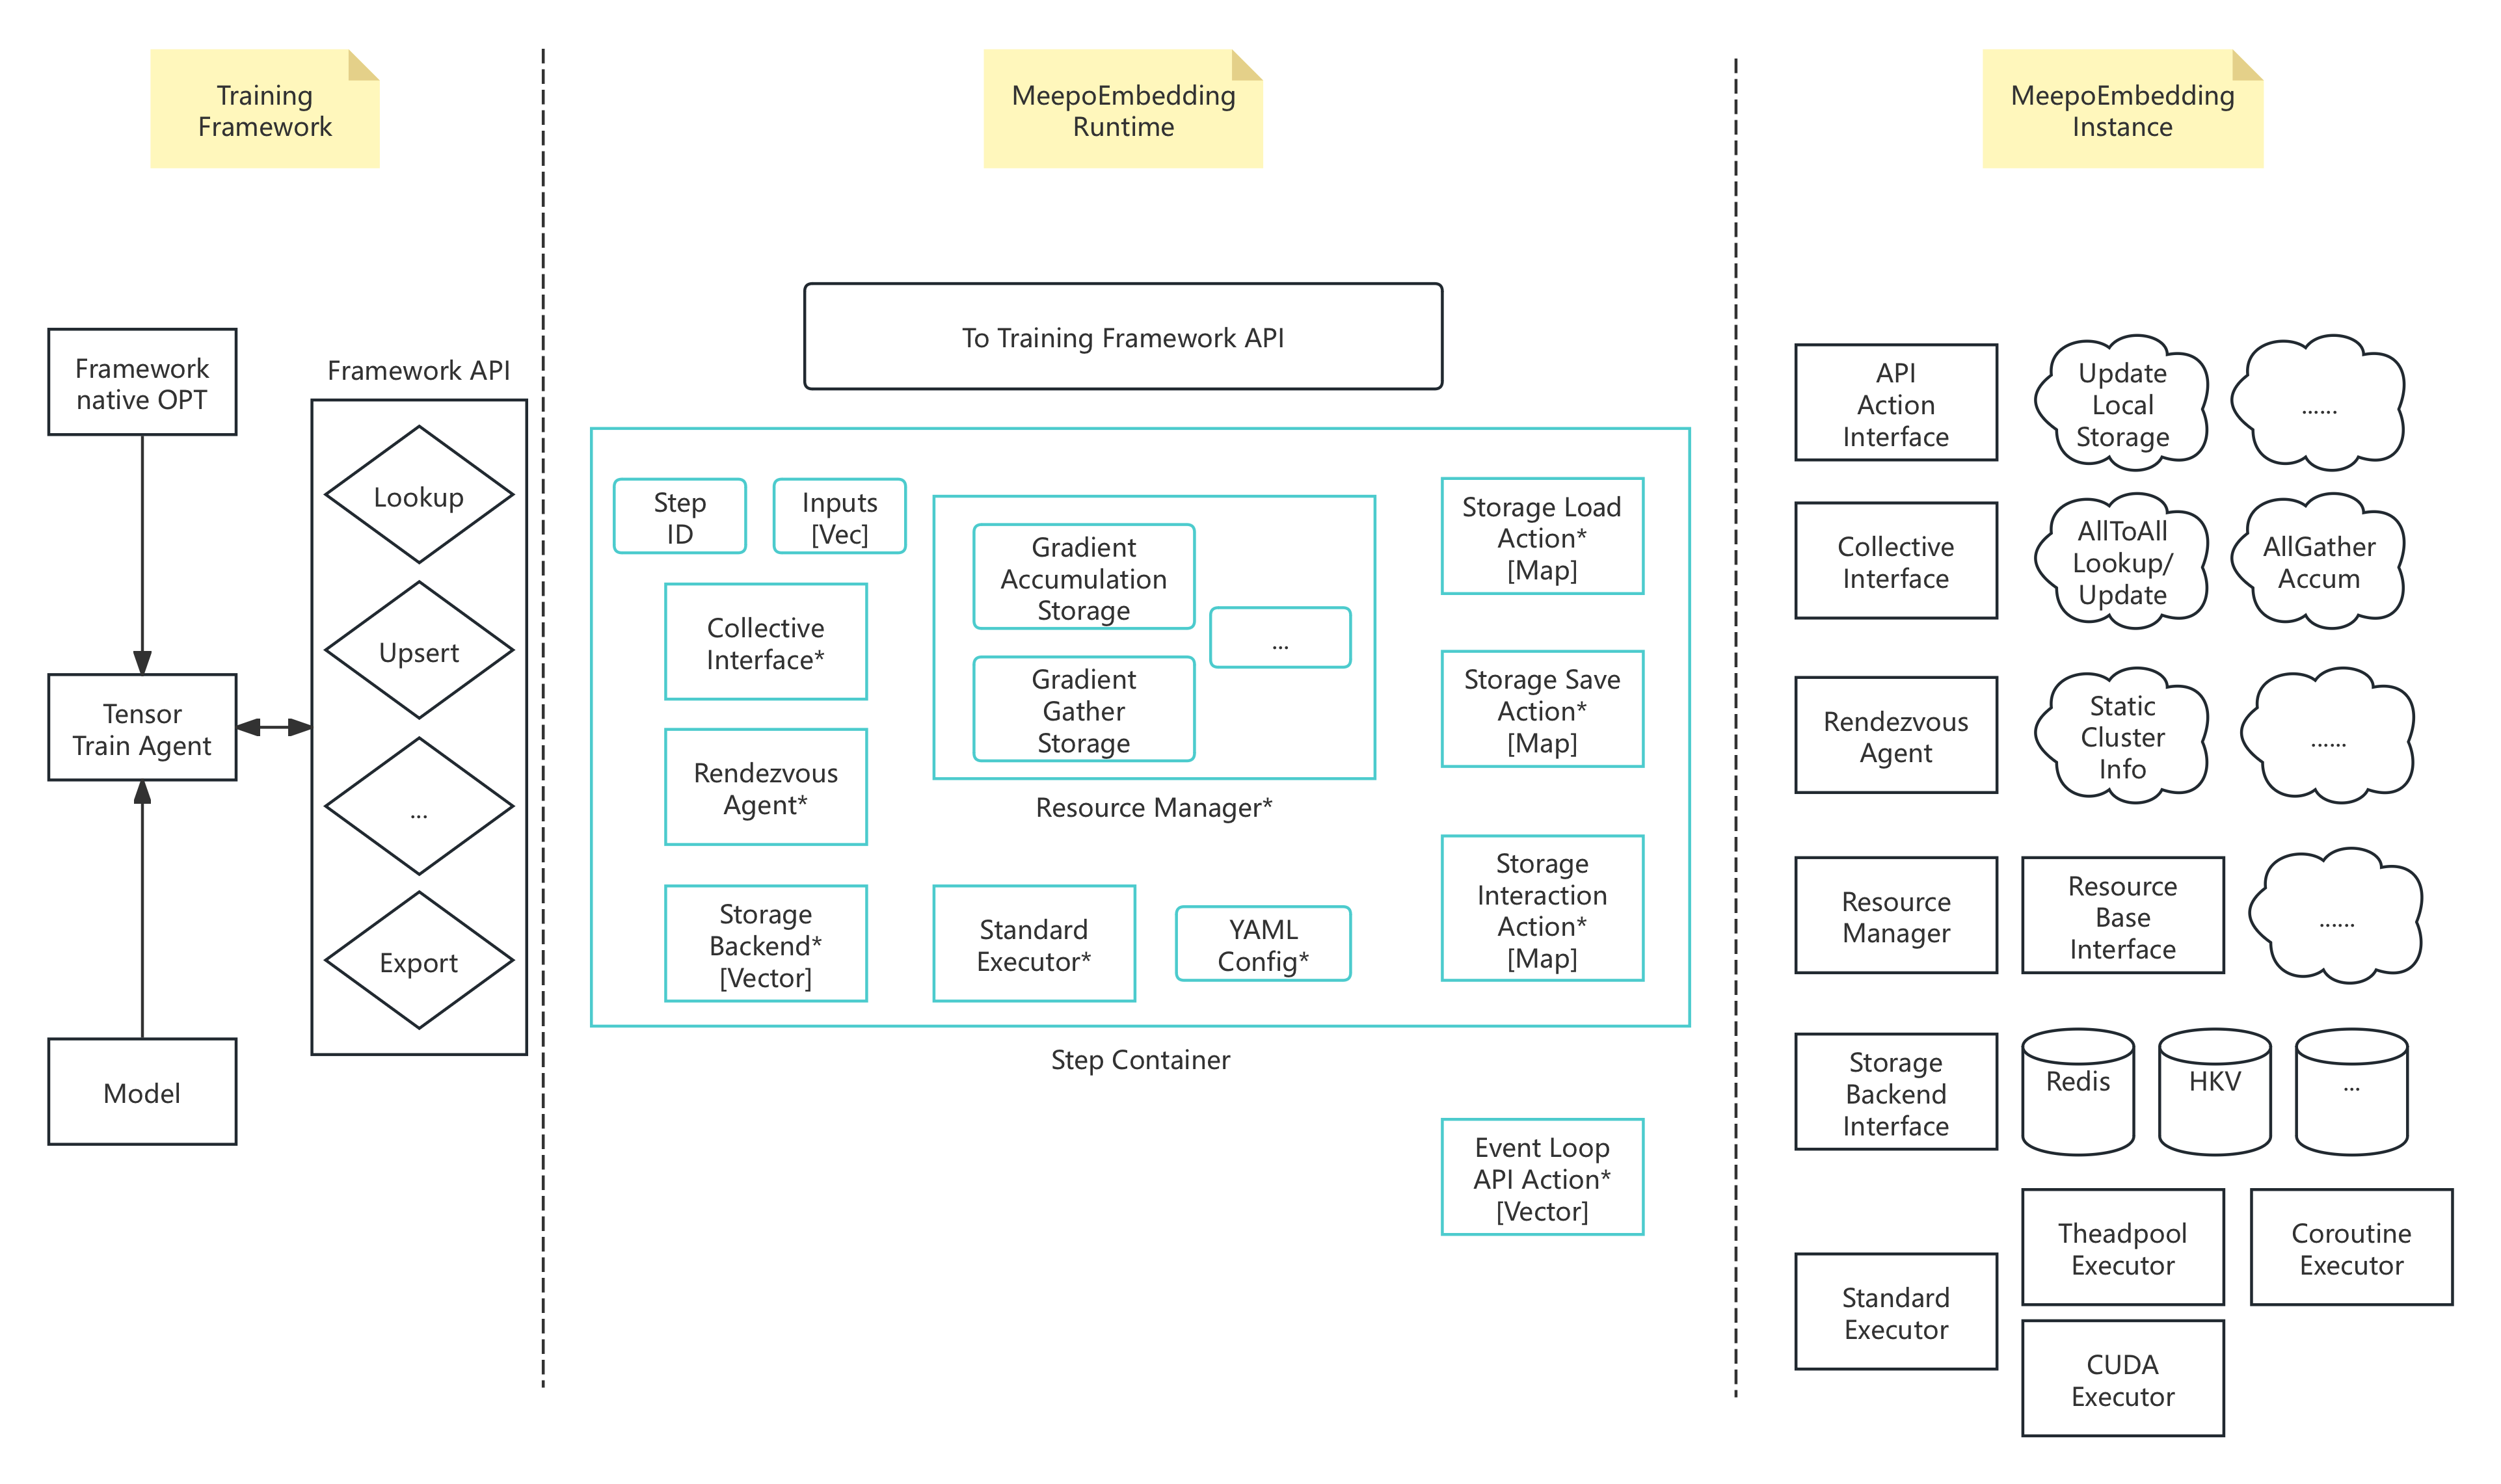 Training
Framework
MeepoEmbedding
Runtime
MeepoEmbedding
Instance
Framework
native OPT
Tensor
Train Agent
Model
Framework API
Lookup
Upsert
...
Export
To Training Framework API
Step
ID
Inputs
[Vec]
Collective
Interface*
Rendezvous
Agent*
Storage
Backend*
[Vector]
Gradient
Accumulation
Storage
...
Gradient
Gather
Storage
Resource Manager*
Standard
Executor*
YAML
Config*
Storage Load
Action*
[Map]
Storage Save
Action*
[Map]
Storage
Interaction
Action*
[Map]
Step Container
Event Loop
API Action*
[Vector]
API
Action
Interface
Update
Local
Storage
......
Collective
Interface
AllToAll
Lookup/
Update
AllGather
Accum
Rendezvous
Agent
Static
Cluster
Info
......
Resource
Manager
Resource
Base
Interface
......
Storage
Backend
Interface
Redis
HKV
...
Standard
Executor
Theadpool
Executor
Coroutine
Executor
CUDA
Executor